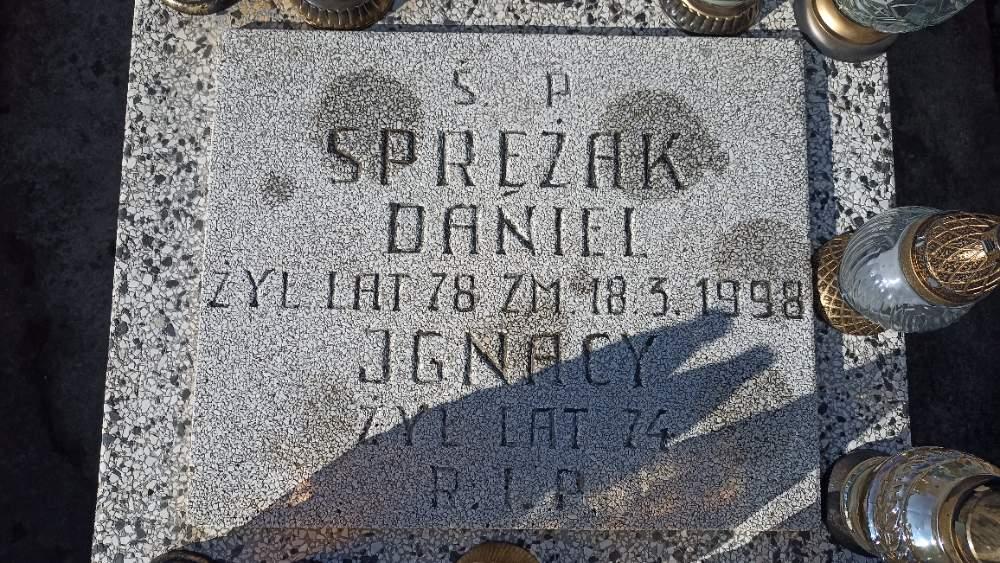 Ś. P.
SPRĘŻAK
DANIEL
ŻYŁ LAT 78 ZM. 18.3.1998
JGNACY
ŻYŁ LAT 74
R.I.P.